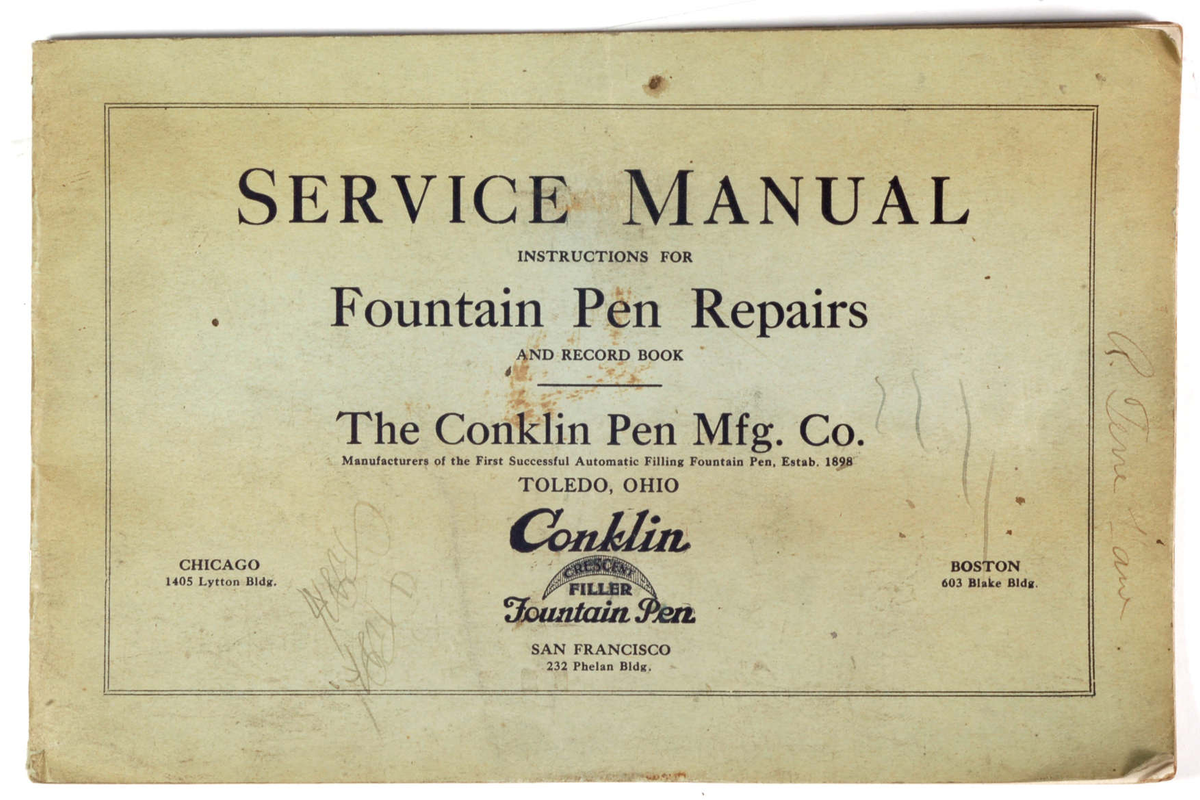 SERVICE MANUAL
INSTRUCTIONS FOR
Fountain Pen Repairs
AND RECORD BOOK
The Conklin Pen Mfg. Co.
Manufacturers of the First Successful Automatic Filling Fountain Pen, Estab. 1898
TOLEDO, OHIO
Conklin
CRESCENT
FILLER
Fountain Pen
CHICAGO
1405 Lytton Bldg.
BOSTON
603 Blake Bldg.
SAN FRANCISCO
232 Phelan Bldg.